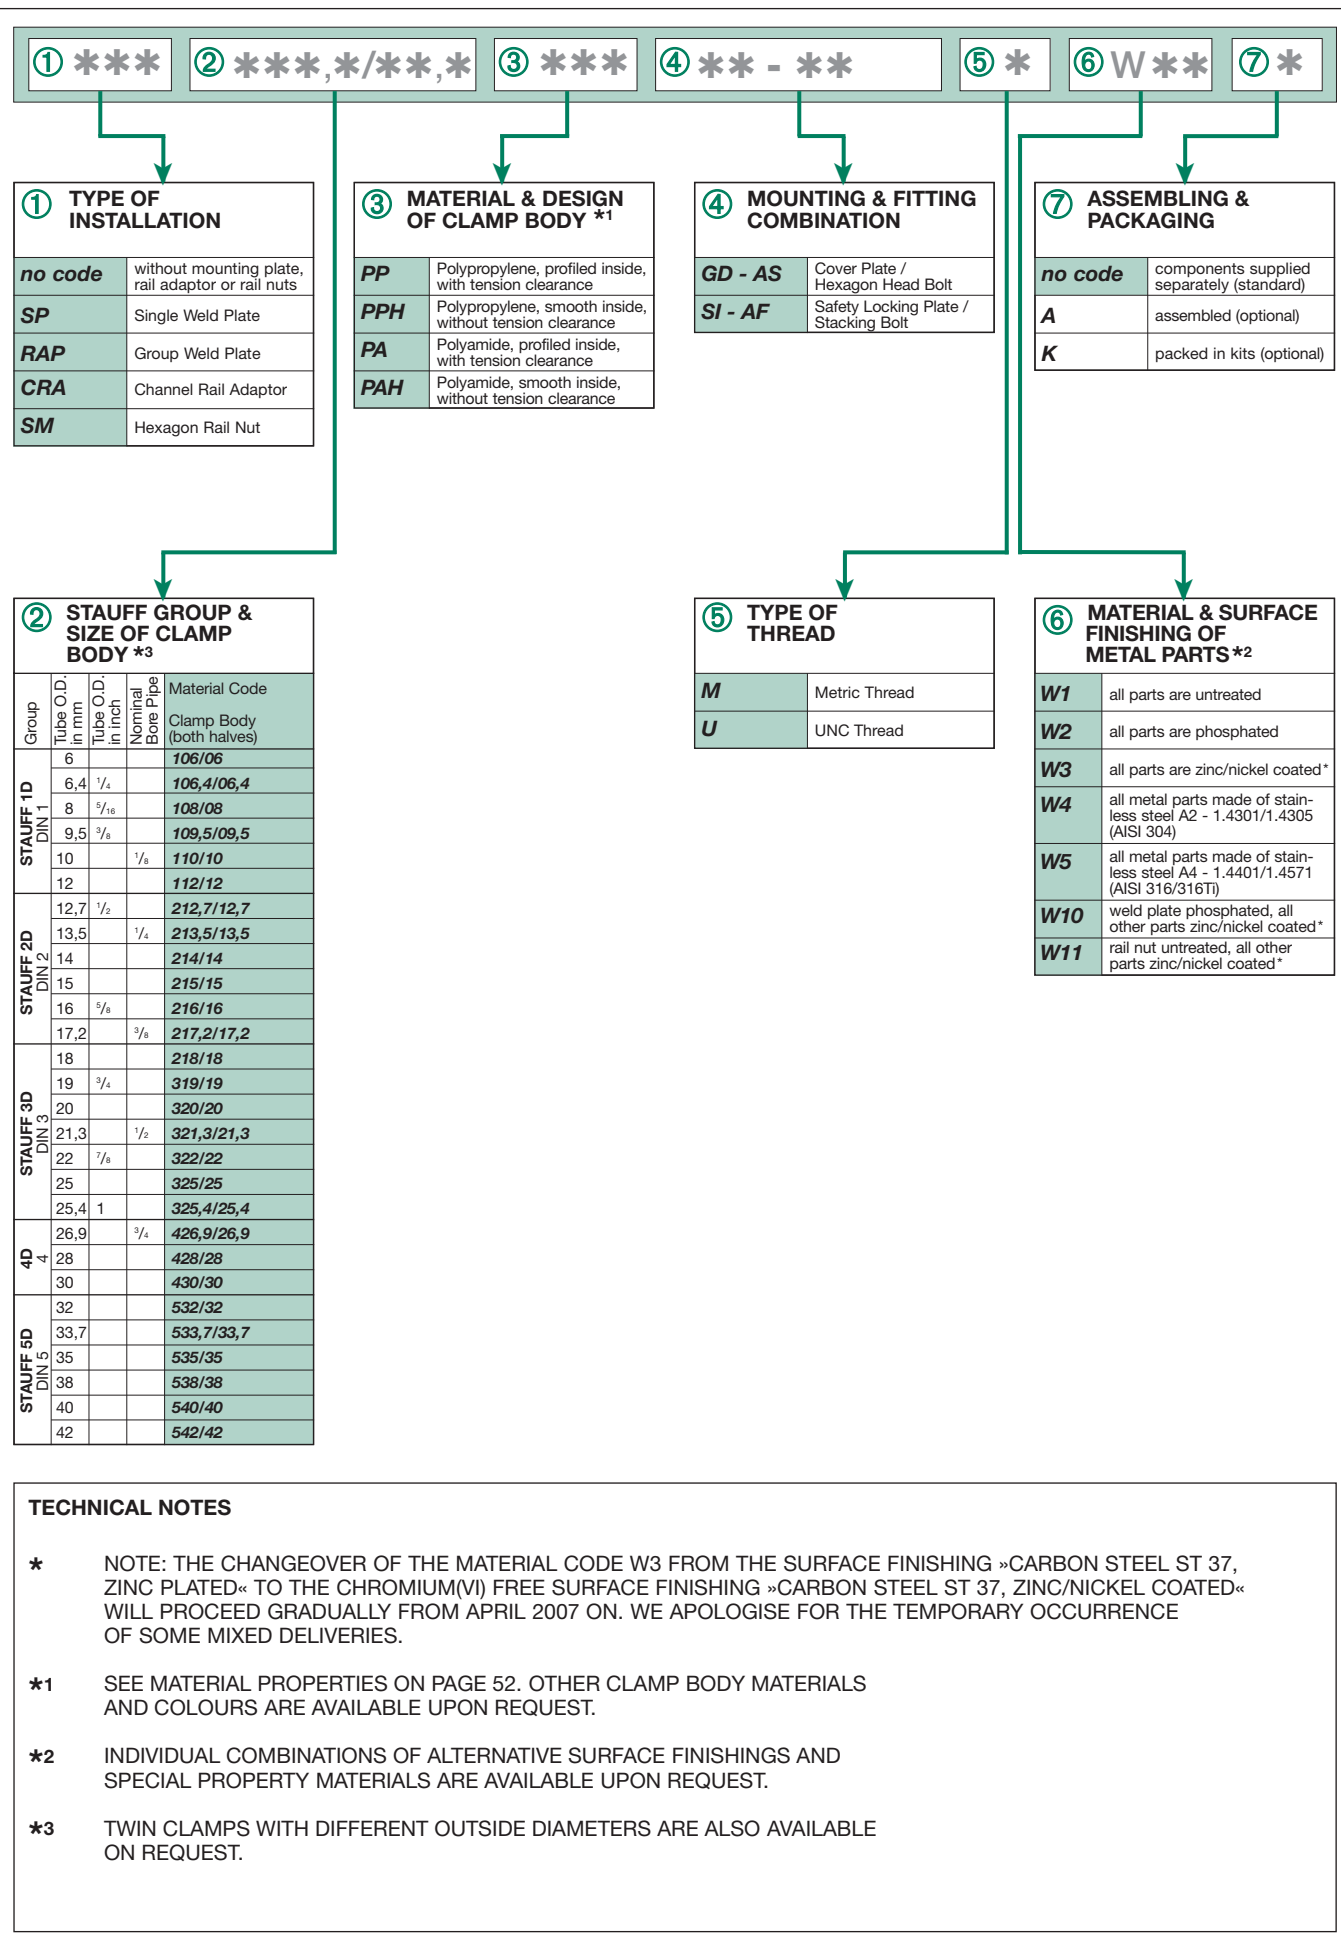 ① *** ② ***,*/**,* ③ *** ④ ** - ** ⑤ * ⑥ W ** ⑦ *
① TYPE OF
INSTALLATION
no code without mounting plate,
rail adaptor or rail nuts
SP Single Weld Plate
RAP Group Weld Plate
CRA Channel Rail Adaptor
SM Hexagon Rail Nut
③ MATERIAL & DESIGN
OF CLAMP BODY *1
PP Polypropylene, profiled inside,
with tension clearance
PPH Polypropylene, smooth inside,
without tension clearance
PA Polyamide, profiled inside,
with tension clearance
PAH Polyamide, smooth inside,
without tension clearance
④ MOUNTING & FITTING
COMBINATION
GD - AS Cover Plate /
Hexagon Head Bolt
SI - AF Safety Locking Plate /
Stacking Bolt
⑦ ASSEMBLING &
PACKAGING
no code components supplied
separately (standard)
A assembled (optional)
K packed in kits (optional)
② STAUFF GROUP &
SIZE OF CLAMP
BODY *3
Group
Tube O.D.
in mm
Tube O.D.
in inch
Nominal
Bore Pipe
Material Code
Clamp Body
(both halves)
STAUFF 1D
DIN 1
6 106/06
6,4 1/4 106,4/06,4
8 5/16 108/08
9,5 3/8 109,5/09,5
10 1/8 110/10
12 112/12
STAUFF 2D
DIN 2
12,7 1/2 212,7/12,7
13,5 1/4 213,5/13,5
14 214/14
15 215/15
16 5/8 216/16
17,2 3/8 217,2/17,2
STAUFF 3D
DIN 3
18 218/18
19 3/4 319/19
20 320/20
21,3 1/2 321,3/21,3
22 7/8 322/22
25 325/25
25,4 1 325,4/25,4
4D
4
26,9 3/4 426,9/26,9
28 428/28
30 430/30
STAUFF 5D
DIN 5
32 532/32
33,7 533,7/33,7
35 535/35
38 538/38
40 540/40
42 542/42
⑤ TYPE OF
THREAD
M Metric Thread
U UNC Thread
⑥ MATERIAL & SURFACE
FINISHING OF
METAL PARTS *2
W1 all parts are untreated
W2 all parts are phosphated
W3 all parts are zinc/nickel coated*
W4 all metal parts made of stain-
less steel A2 - 1.4301/1.4305
(AISI 304)
W5 all metal parts made of stain-
less steel A4 - 1.4401/1.4571
(AISI 316/316Ti)
W10 weld plate phosphated, all
other parts zinc/nickel coated*
W11 rail nut untreated, all other
parts zinc/nickel coated*
TECHNICAL NOTES
* NOTE: THE CHANGEOVER OF THE MATERIAL CODE W3 FROM THE SURFACE FINISHING »CARBON STEEL ST 37,
ZINC PLATED« TO THE CHROMIUM(VI) FREE SURFACE FINISHING »CARBON STEEL ST 37, ZINC/NICKEL COATED«
WILL PROCEED GRADUALLY FROM APRIL 2007 ON. WE APOLOGISE FOR THE TEMPORARY OCCURRENCE
OF SOME MIXED DELIVERIES.
*1 SEE MATERIAL PROPERTIES ON PAGE 52. OTHER CLAMP BODY MATERIALS
AND COLOURS ARE AVAILABLE UPON REQUEST.
*2 INDIVIDUAL COMBINATIONS OF ALTERNATIVE SURFACE FINISHINGS AND
SPECIAL PROPERTY MATERIALS ARE AVAILABLE UPON REQUEST.
*3 TWIN CLAMPS WITH DIFFERENT OUTSIDE DIAMETERS ARE ALSO AVAILABLE
ON REQUEST.